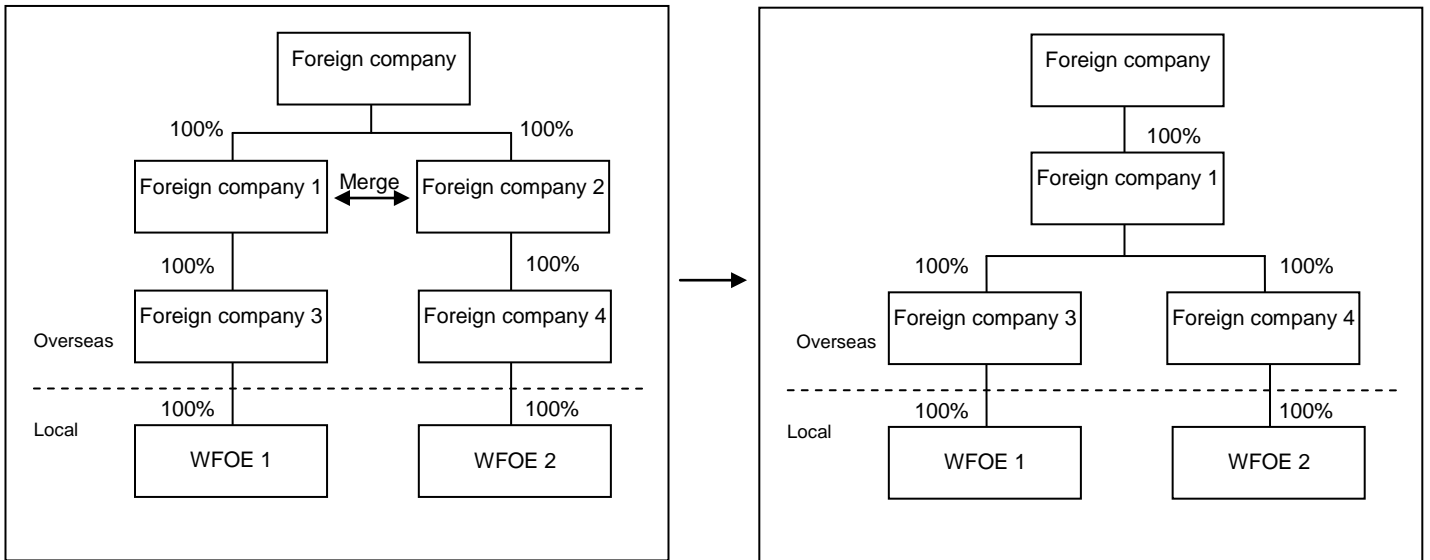 Foreign company
100% 100%
Foreign company 1 Merge Foreign company 2
100% 100%
Foreign company 3 Foreign company 4
Overseas
Local
100% 100%
WFOE 1 WFOE 2
Foreign company
100%
Foreign company 1
100% 100%
Foreign company 3 Foreign company 4
Overseas
Local
100% 100%
WFOE 1 WFOE 2